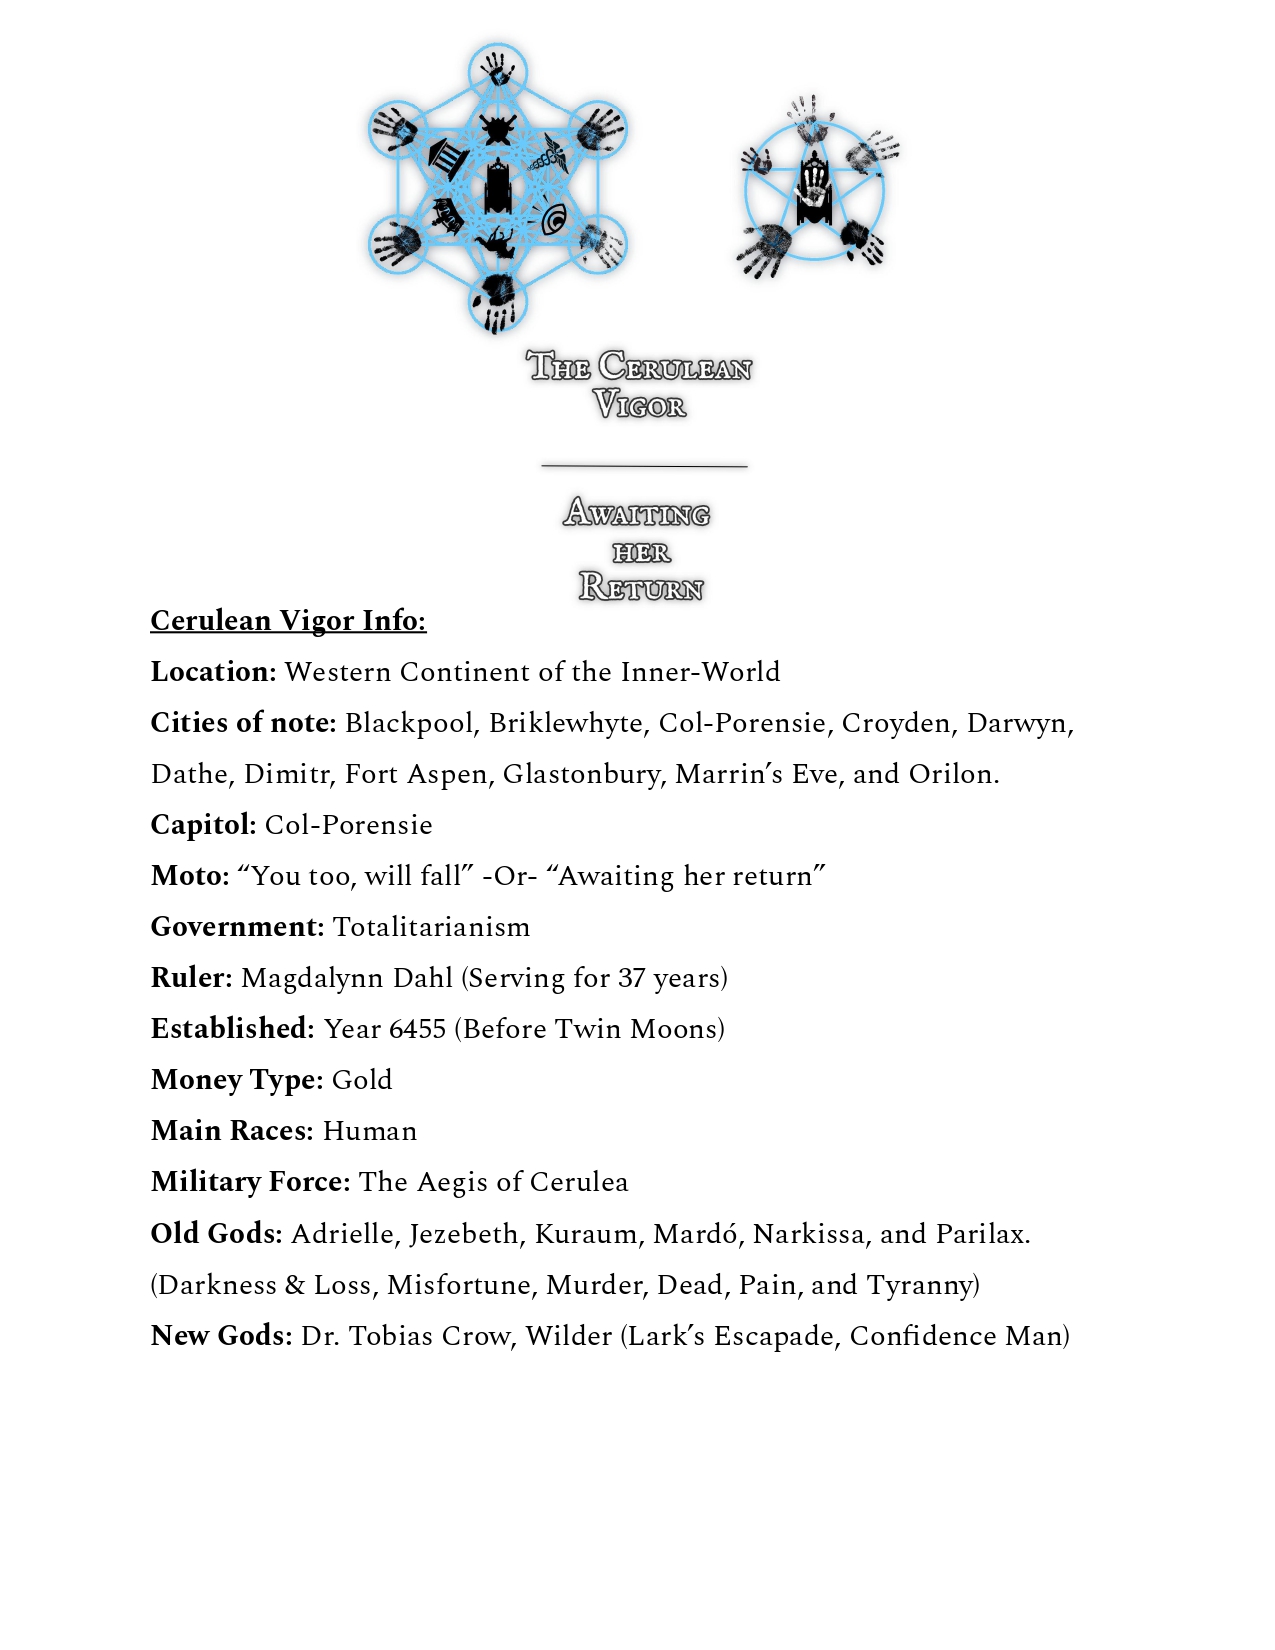 The Cerulean
Vigor
Awaiting
her
Return
Cerulean Vigor Info:
Location: Western Continent of the Inner-World
Cities of note: Blackpool, Briklewhyte, Col-Porensie, Croyden, Darwyn,
Dathe, Dimitr, Fort Aspen, Glastonbury, Marrin’s Eve, and Orilon.
Capitol: Col-Porensie
Moto: “You too, will fall” -Or- “Awaiting her return”
Government: Totalitarianism
Ruler: Magdalynn Dahl (Serving for 37 years)
Established: Year 6455 (Before Twin Moons)
Money Type: Gold
Main Races: Human
Military Force: The Aegis of Cerulea
Old Gods: Adrielle, Jezebeth, Kuraum, Mardó, Narkissa, and Parilax.
(Darkness & Loss, Misfortune, Murder, Dead, Pain, and Tyranny)
New Gods: Dr. Tobias Crow, Wilder (Lark’s Escapade, Confidence Man)